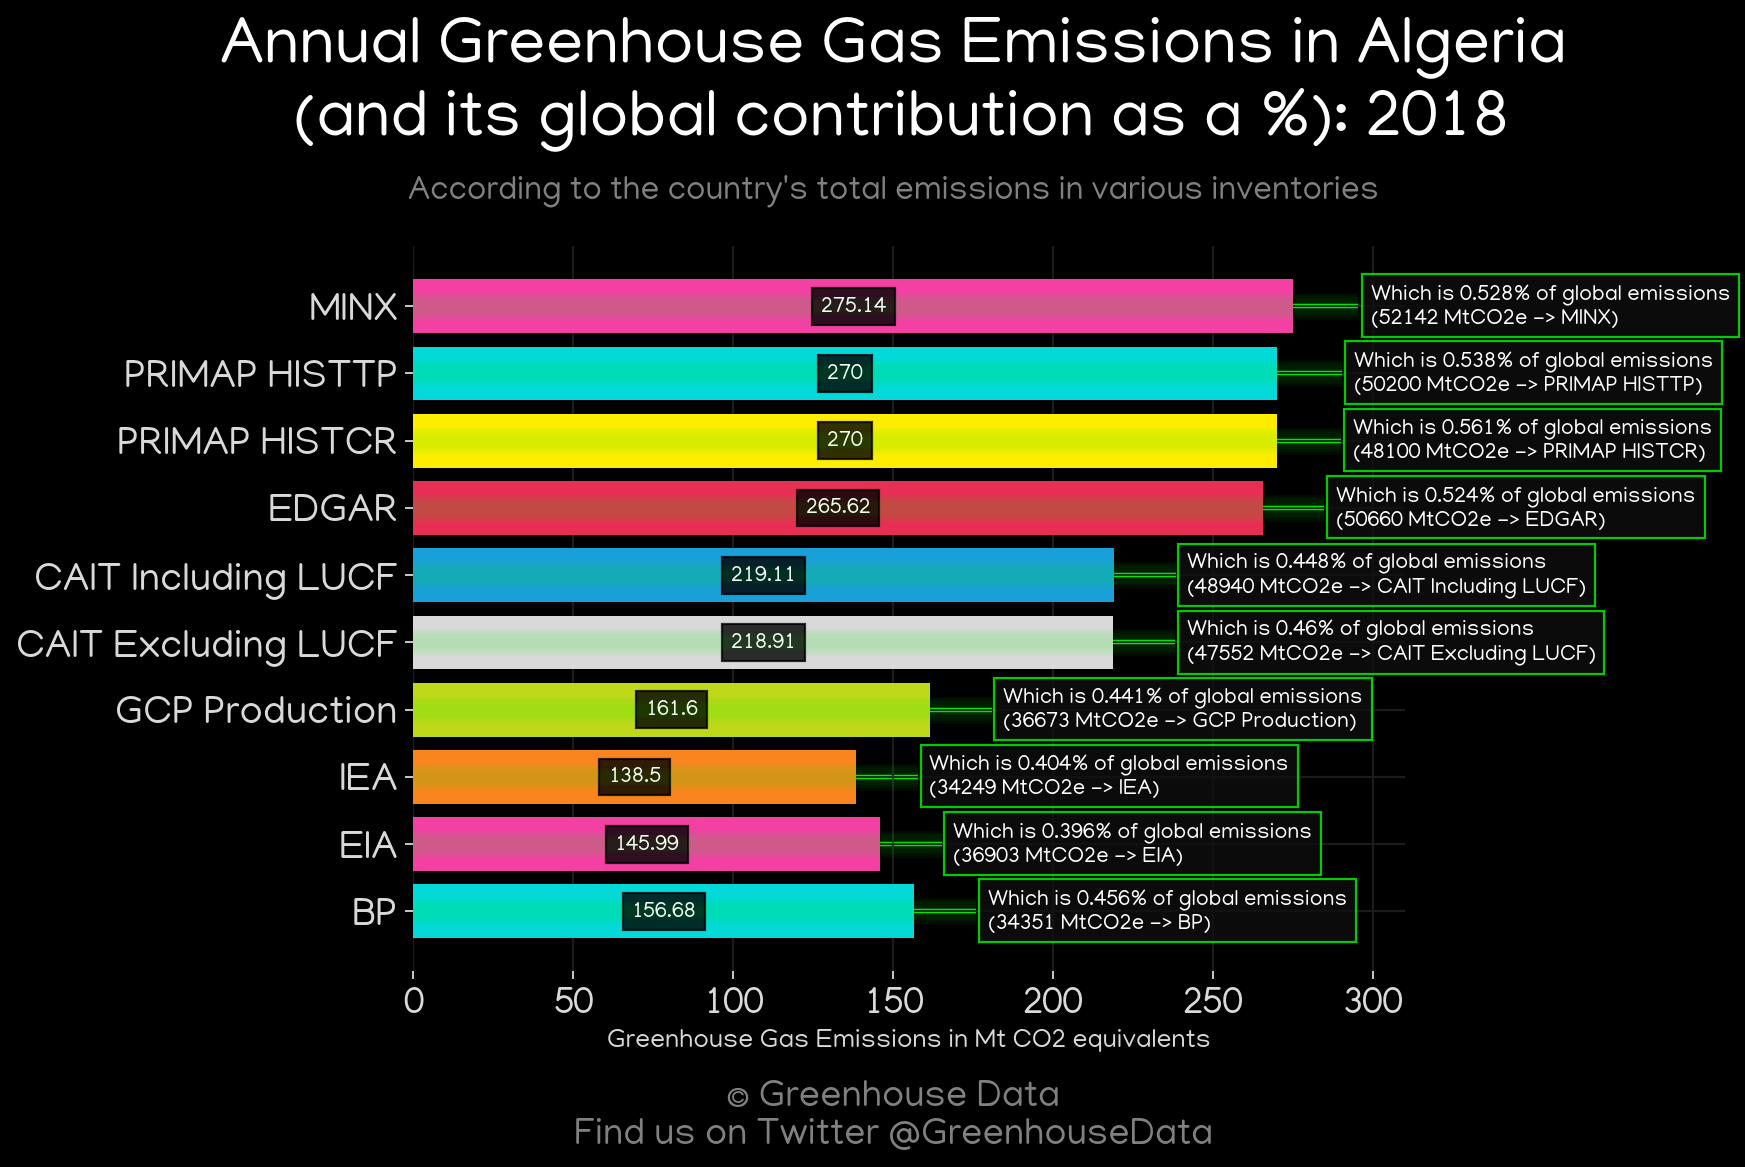 Annual Greenhouse Gas Emissions in Algeria
(and its global contribution as a %): 2018
According to the country's total emissions in various inventories
MINX
275.14
Which is 0.528% of global emissions
(52142 MtCO2e -> MINX)
PRIMAP HISTTP
270
Which is 0.538% of global emissions
(50200 MtCO2e -> PRIMAP HISTTP)
PRIMAP HISTCR
270
Which is 0.561% of global emissions
(48100 MtCO2e -> PRIMAP HISTCR)
EDGAR
265.62
Which is 0.524% of global emissions
(50660 MtCO2e -> EDGAR)
CAIT Including LUCF
219.11
Which is 0.448% of global emissions
(48940 MtCO2e -> CAIT Including LUCF)
CAIT Excluding LUCF
218.91
Which is 0.46% of global emissions
(47552 MtCO2e -> CAIT Excluding LUCF)
GCP Production
161.6
Which is 0.441% of global emissions
(36673 MtCO2e -> GCP Production)
IEA
138.5
Which is 0.404% of global emissions
(34249 MtCO2e -> IEA)
EIA
145.99
Which is 0.396% of global emissions
(36903 MtCO2e -> EIA)
BP
156.68
Which is 0.456% of global emissions
(34351 MtCO2e -> BP)
0 50 100 150 200 250 300
Greenhouse Gas Emissions in Mt CO2 equivalents
© Greenhouse Data
Find us on Twitter @GreenhouseData